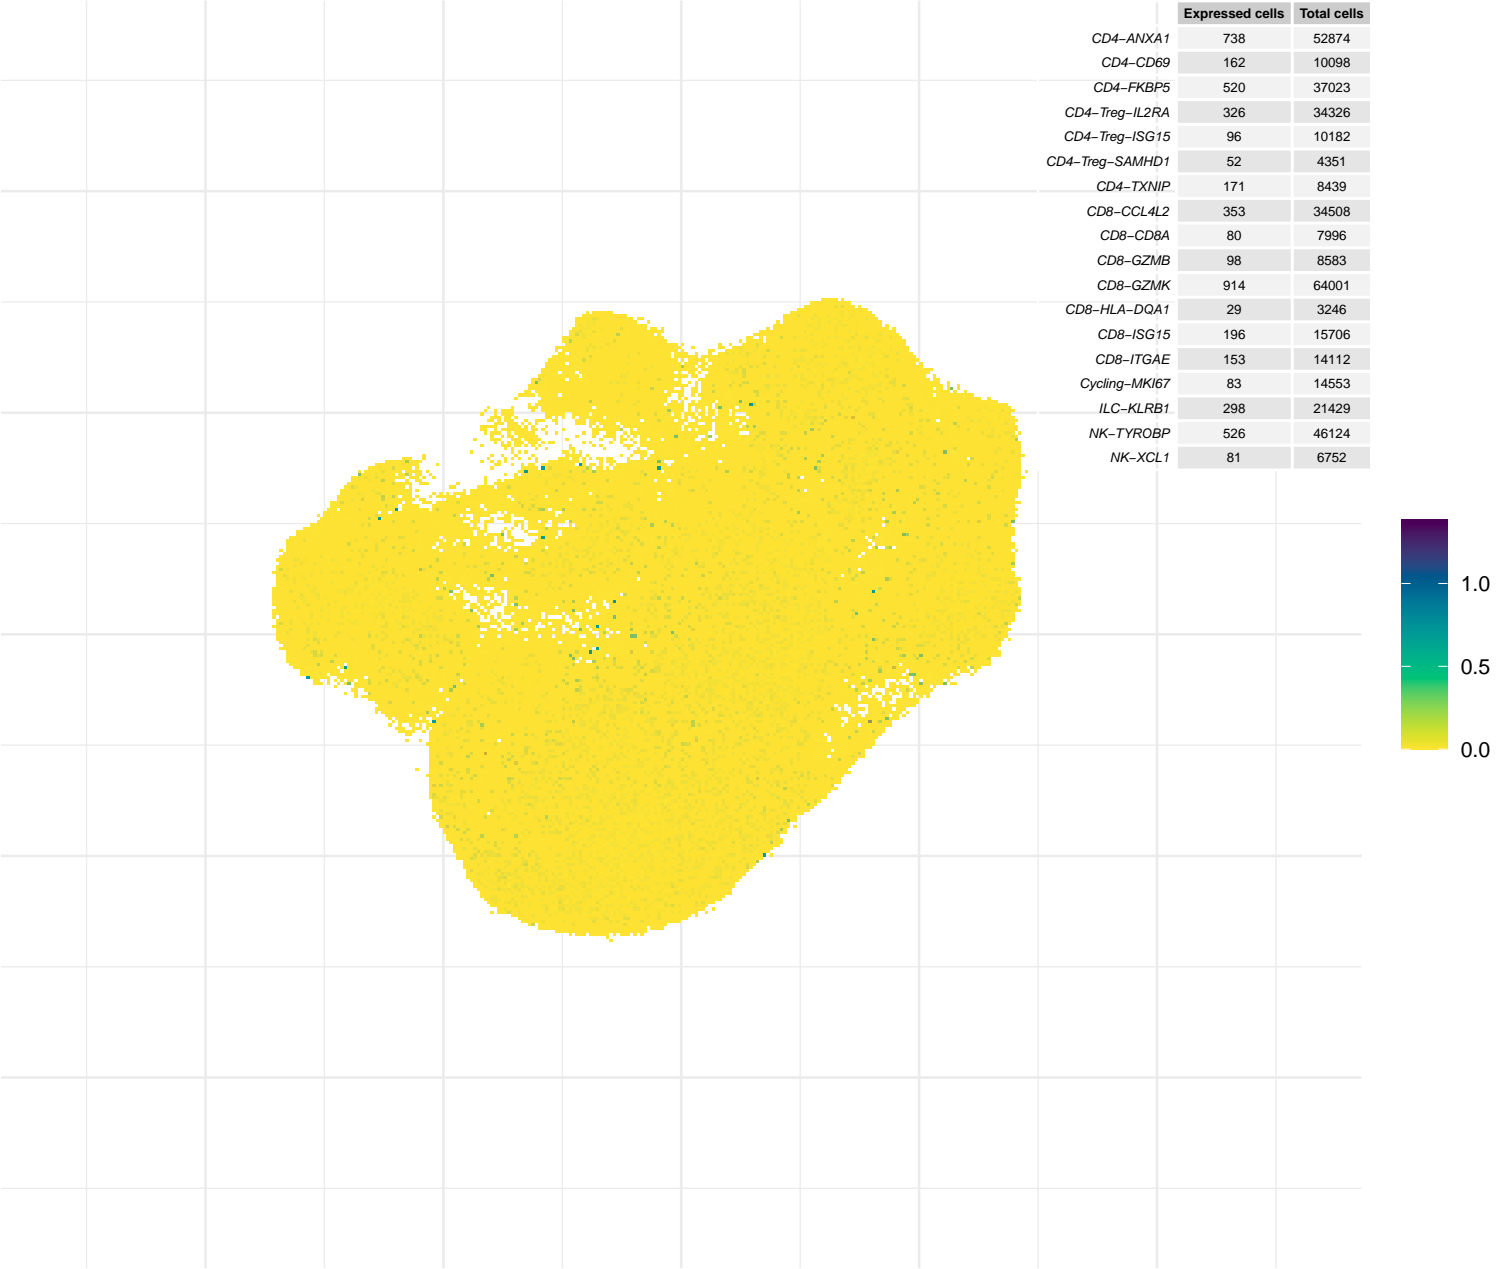 Expressed cells Total cells
CD4−ANXA1 738 52874
CD4−CD69 162 10098
CD4−FKBP5 520 37023
CD4−Treg−IL2RA 326 34326
CD4−Treg−ISG15 96 10182
CD4−Treg−SAMHD1 52 4351
CD4−TXNIP 171 8439
CD8−CCL4L2 353 34508
CD8−CD8A 80 7996
CD8−GZMB 98 8583
CD8−GZMK 914 64001
CD8−HLA−DQA1 29 3246
CD8−ISG15 196 15706
CD8−ITGAE 153 14112
Cycling−MKI67 83 14553
ILC−KLRB1 298 21429
NK−TYROBP 526 46124
NK−XCL1 81 6752
1.0
0.5
0.0